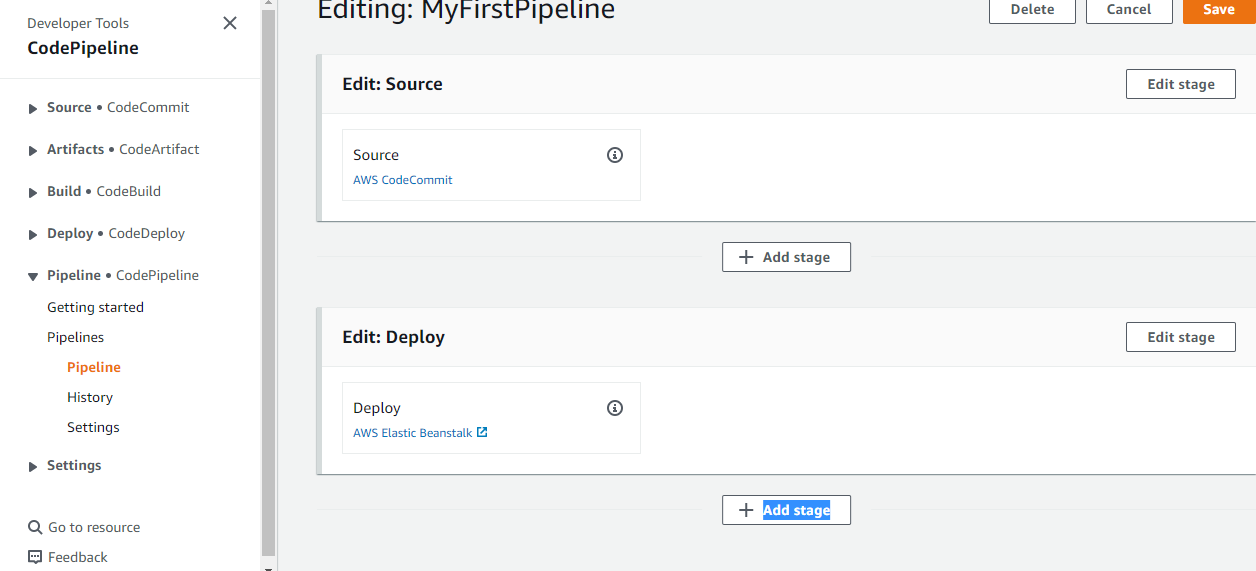 Developer Tools
CodePipeline
Source • CodeCommit
Artifacts • CodeArtifact
Build • CodeBuild
Deploy • CodeDeploy
Pipeline • CodePipeline
Getting started
Pipelines
Pipeline
History
Settings
Settings
Go to resource
Feedback
Editing: MyFirstPipeline
Delete
Cancel
Save
Edit: Source
Edit stage
Source
AWS CodeCommit
Add stage
Edit: Deploy
Edit stage
Deploy
AWS Elastic Beanstalk
Add stage